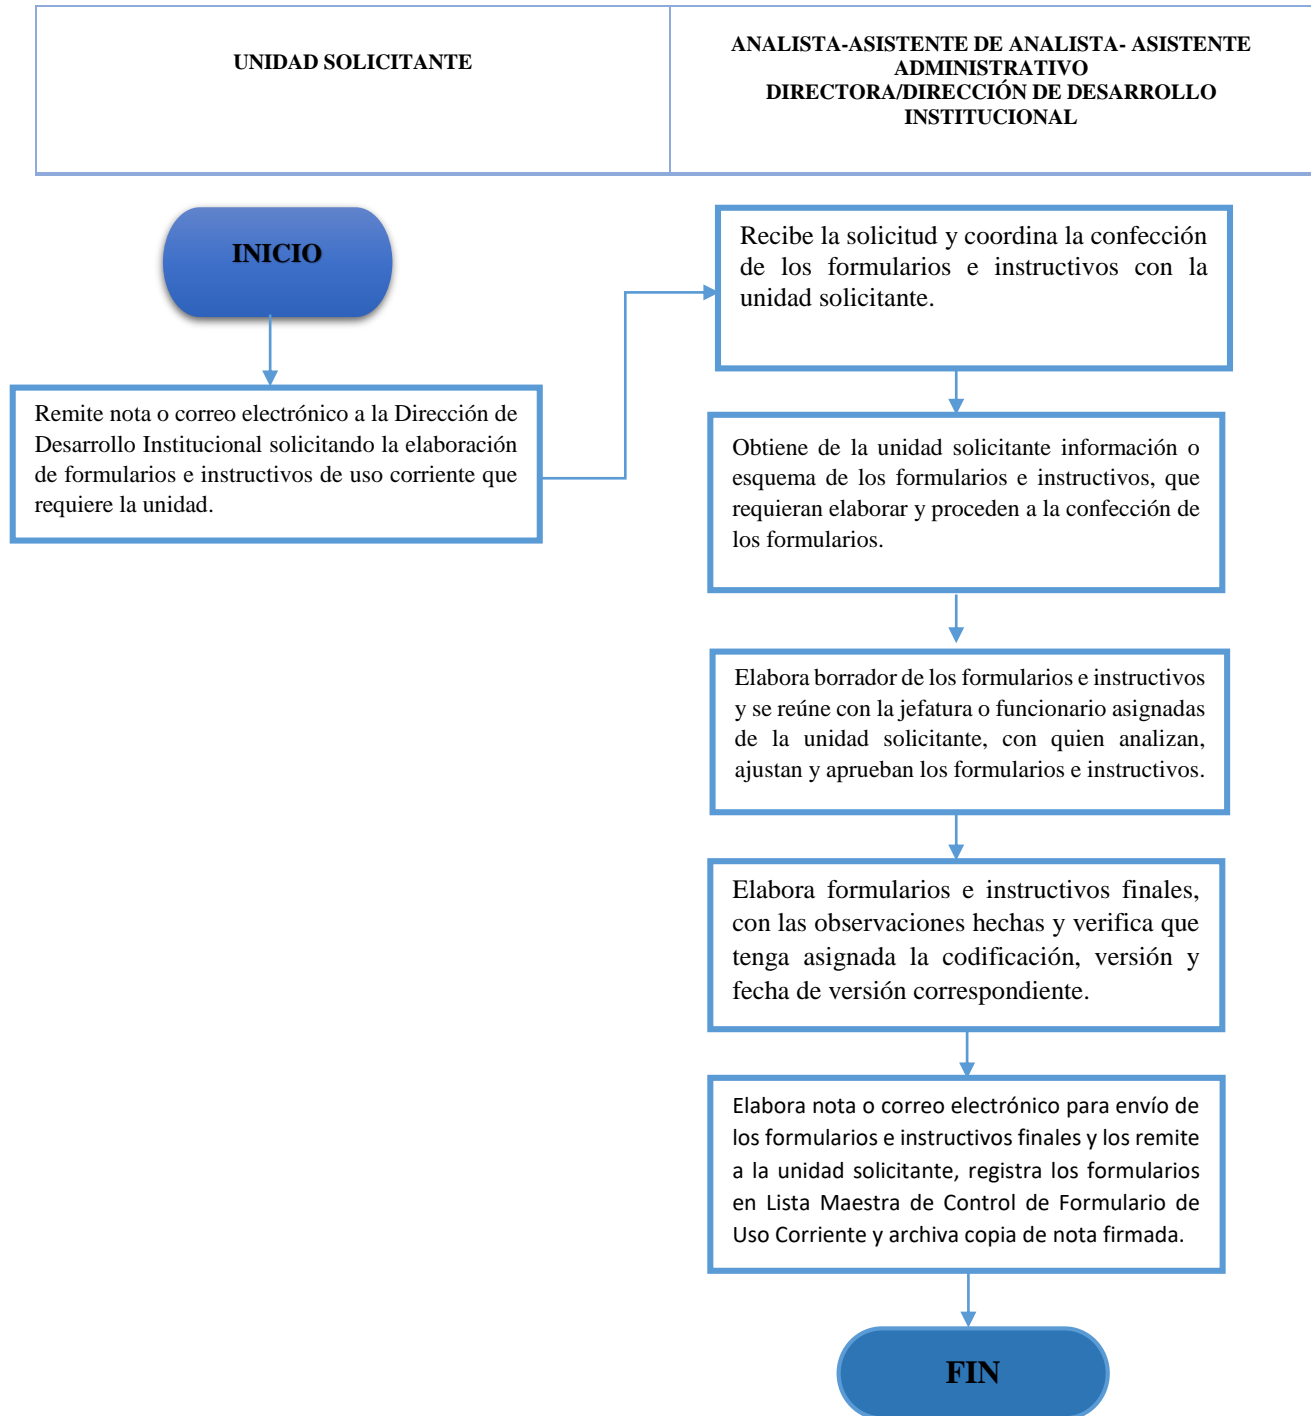 UNIDAD SOLICITANTE
ANALISTA-ASISTENTE DE ANALISTA- ASISTENTE
ADMINISTRATIVO
DIRECTORA/DIRECCIÓN DE DESARROLLO
INSTITUCIONAL
INICIO
Remite nota o correo electrónico a la Dirección de
Desarrollo Institucional solicitando la elaboración
de formularios e instructivos de uso corriente que
requiere la unidad.
Recibe la solicitud y coordina la confección
de los formularios e instructivos con la
unidad solicitante.
Obtiene de la unidad solicitante información o
esquema de los formularios e instructivos, que
requieran elaborar y proceden a la confección de
los formularios.
Elabora borrador de los formularios e instructivos
y se reúne con la jefatura o funcionario asignadas
de la unidad solicitante, con quien analizan,
ajustan y aprueban los formularios e instructivos.
Elabora formularios e instructivos finales,
con las observaciones hechas y verifica que
tenga asignada la codificación, versión y
fecha de versión correspondiente.
Elabora nota o correo electrónico para envío de
los formularios e instructivos finales y los remite
a la unidad solicitante, registra los formularios
en Lista Maestra de Control de Formulario de
Uso Corriente y archiva copia de nota firmada.
FIN